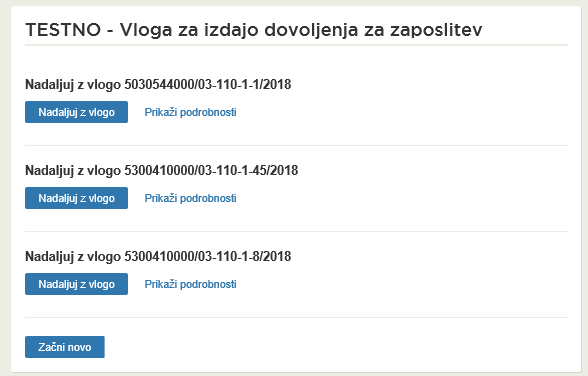 TESTNO - Vloga za izdajo dovoljenja za zaposlitev
Nadaljuj z vlogo 5030544000/03-110-1-1/2018
Nadaljuj z vlogo Prikaži podrobnosti
Nadaljuj z vlogo 5300410000/03-110-1-45/2018
Nadaljuj z vlogo Prikaži podrobnosti
Nadaljuj z vlogo 5300410000/03-110-1-8/2018
Nadaljuj z vlogo Prikaži podrobnosti
Začni novo